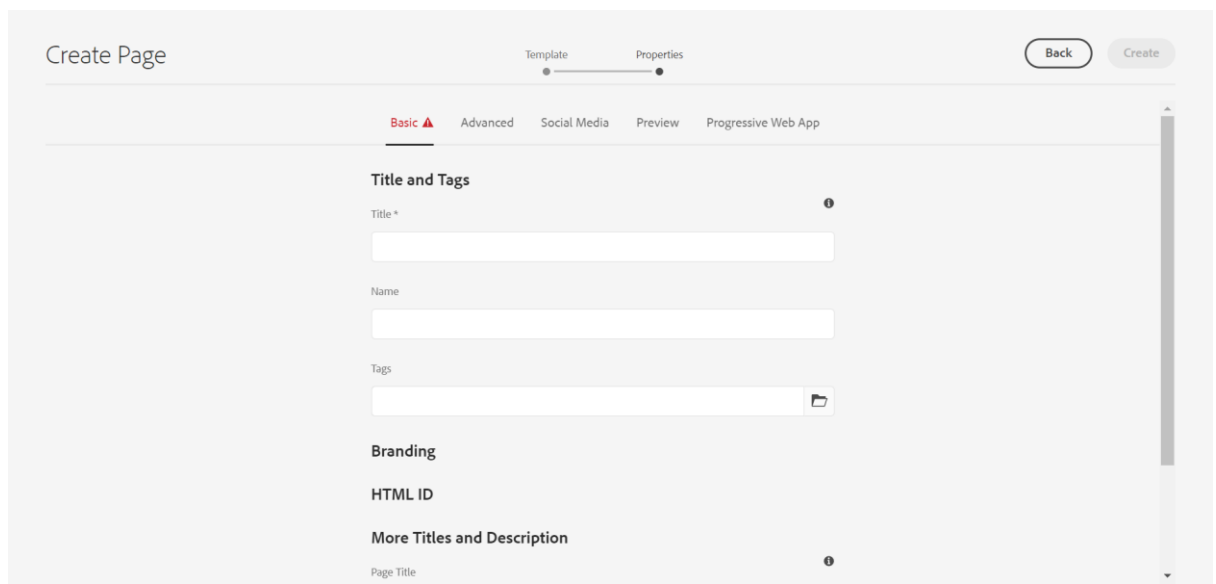 Create Page
Template Properties
Back Create
Basic Advanced Social Media Preview Progressive Web App
Title and Tags
Title *
Name
Tags
Branding
HTML ID
More Titles and Description
Page Title